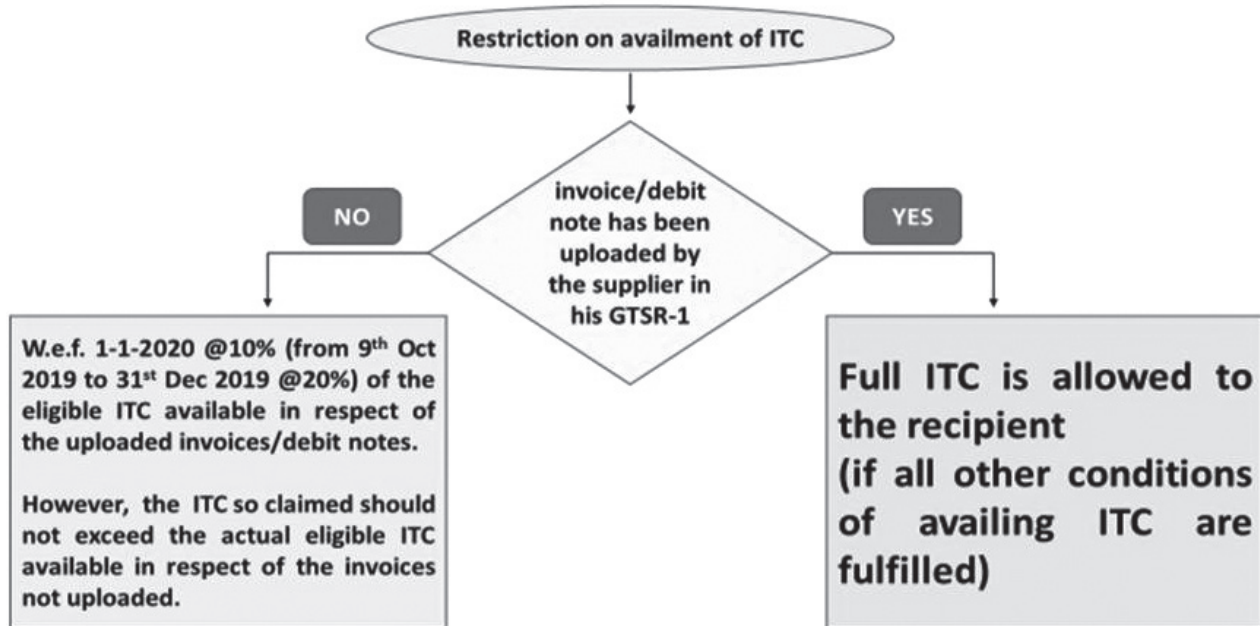 Restriction on availment of ITC
NO
invoice/debit
note has been
uploaded by
the supplier in
his GTSR-1
YES
W.e.f. 1-1-2020 @10% (from 9th Oct
2019 to 31st Dec 2019 @20%) of the
eligible ITC available in respect of
the uploaded invoices/debit notes.
However, the ITC so claimed should
not exceed the actual eligible ITC
available in respect of the invoices
not uploaded.
Full ITC is allowed to
the recipient
(if all other conditions
of availing ITC are
fulfilled)